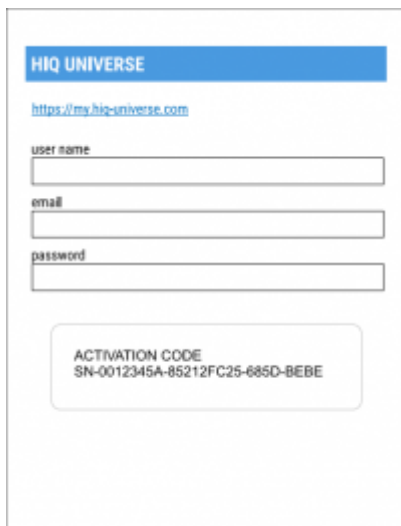 HIQ UNIVERSE
https://my.hiq-universe.com
user name
email
password
ACTIVATION CODE
SN-0012345A-85212FC25-685D-BEBE